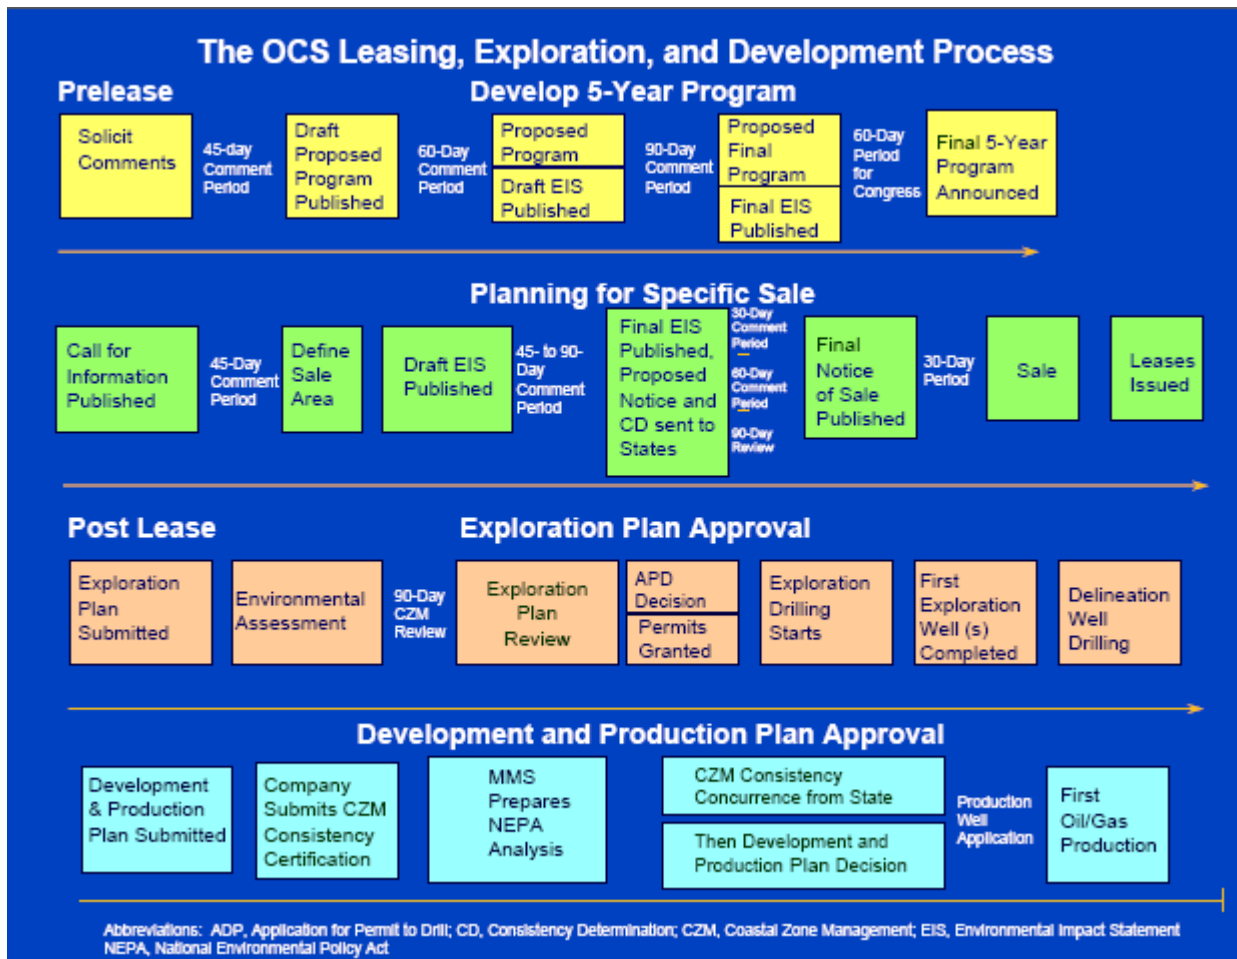 The OCS Leasing, Exploration, and Development Process
Prelease
Develop 5-Year Program
Solicit
Comments
45-day
Comment
Period
Draft
Proposed
Program
Published
60-Day
Comment
Period
Proposed
Program
Draft EIS
Published
90-Day
Comment
Period
Proposed
Final
Program
Final EIS
Published
60-Day
Period
for
Congress
Final 5-Year
Program
Announced
Planning for Specific Sale
Call for
Information
Published
45-Day
Comment
Period
Define
Sale
Area
Draft EIS
Published
45- to 90-
Day
Comment
Period
Final EIS
Published,
Proposed
Notice and
CD sent to
States
30-Day
Comment
Period
60-Day
Comment
Period
90-Day
Review
Final
Notice
of Sale
Published
30-Day
Period
Sale
Leases
Issued
Post Lease
Exploration Plan Approval
Exploration
Plan
Submitted
Environmental
Assessment
90-Day
CZM
Review
Exploration
Plan
Review
APD
Decision
Permits
Granted
Exploration
Drilling
Starts
First
Exploration
Well (s)
Completed
Delineation
Well
Drilling
Development and Production Plan Approval
Development
& Production
Plan Submitted
Company
Submits CZM
Consistency
Certification
MMS
Prepares
NEPA
Analysis
CZM Consistency
Concurrence from State
Then Development and
Production Plan Decision
Production
Well
Application
First
Oil/Gas
Production
Abbreviations: ADP, Application for Permit to Drill; CD, Consistency Determination; CZM, Coastal Zone Management; EIS, Environmental Impact Statement
NEPA, National Environmental Policy Act